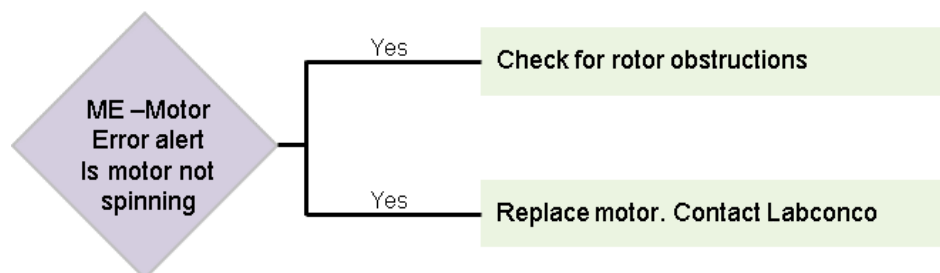 ME –Motor
Error alert
Is motor not
spinning
Yes
Check for rotor obstructions
Yes
Replace motor. Contact Labconco